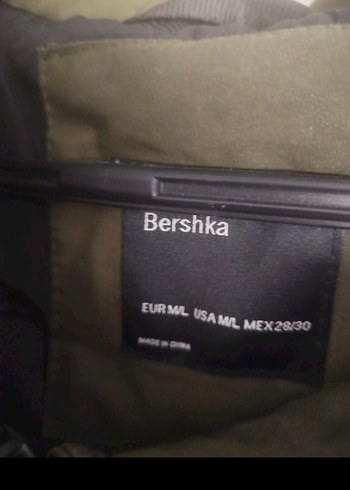 Bershka
EUR M/L USA M/L MEX 28/30
MADE IN CHINA